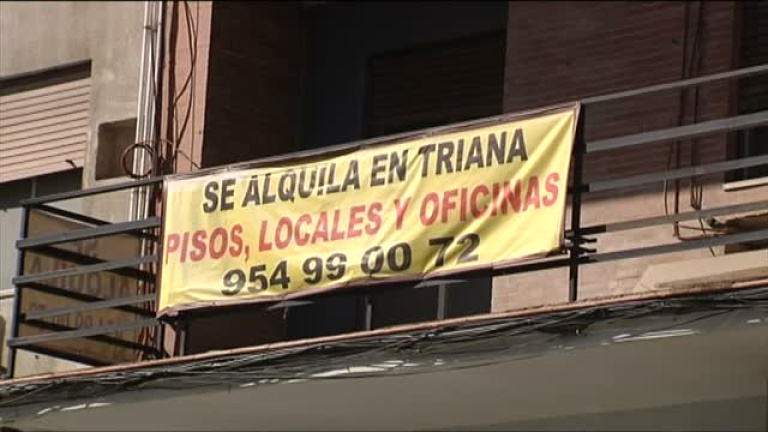 SE ALQUILA EN TRIANA
PISOS, LOCALES Y OFICINAS
954 99 00 72